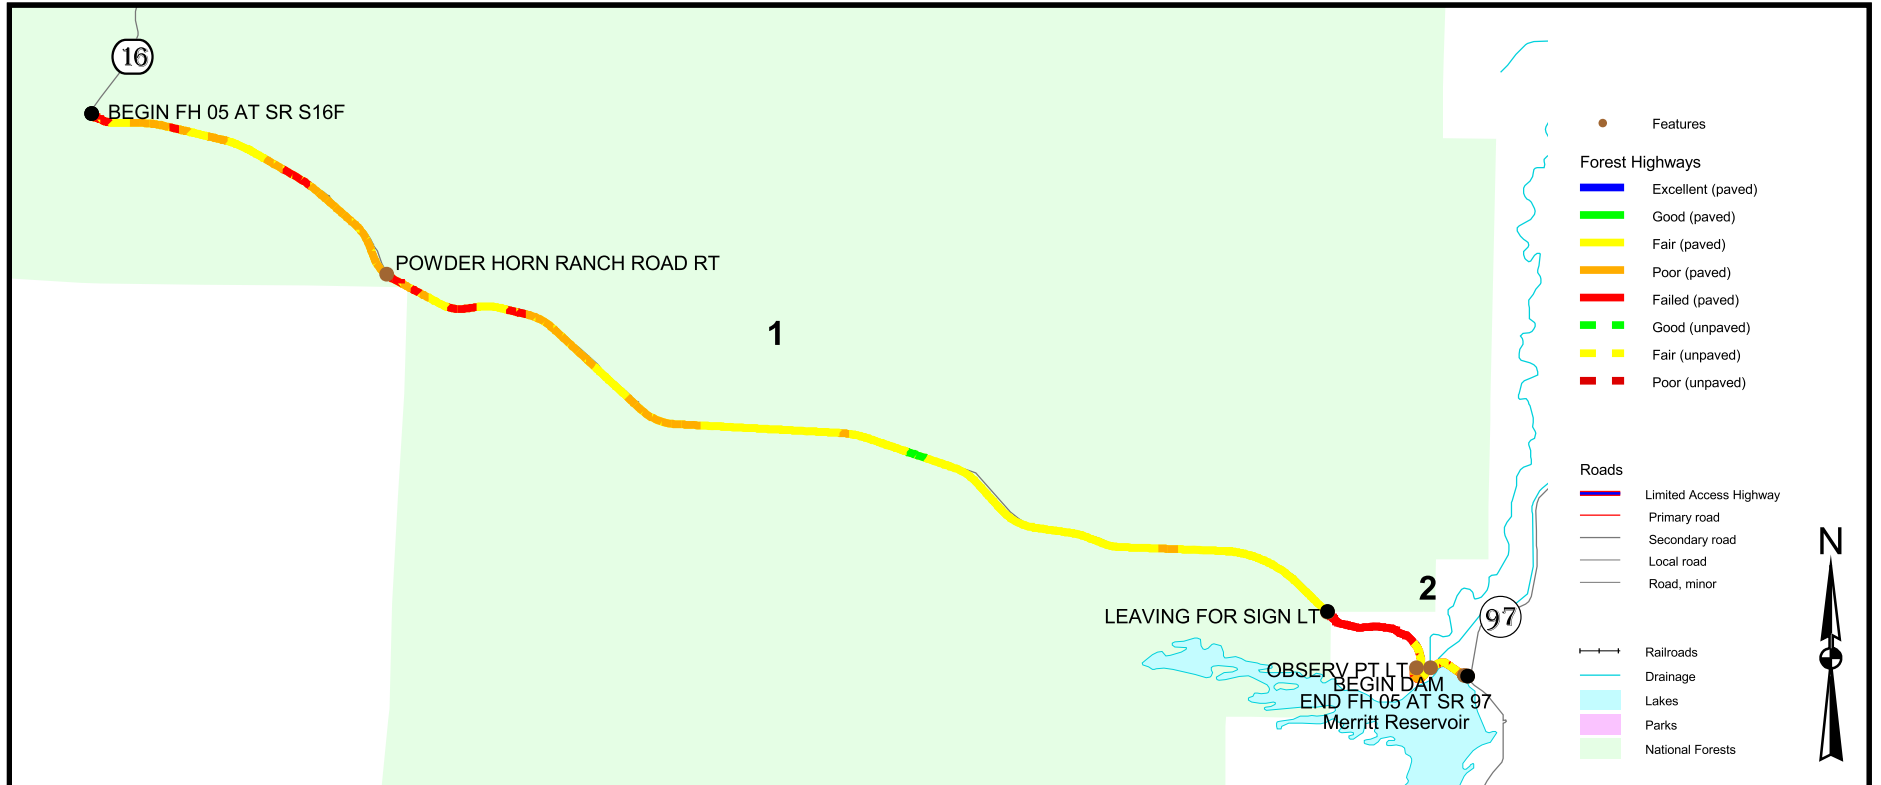 16
BEGIN FH 05 AT SR S16F
POWDER HORN RANCH ROAD RT
1
2
LEAVING FOR SIGN LT
97
OBSERV PT LT
BEGIN DAM
END FH 05 AT SR 97
Merritt Reservoir
Features
Forest Highways
Excellent (paved)
Good (paved)
Fair (paved)
Poor (paved)
Failed (paved)
Good (unpaved)
Fair (unpaved)
Poor (unpaved)
Roads
Limited Access Highway
Primary road
Secondary road
Local road
Road, minor
Railroads
Drainage
Lakes
Parks
National Forests
N